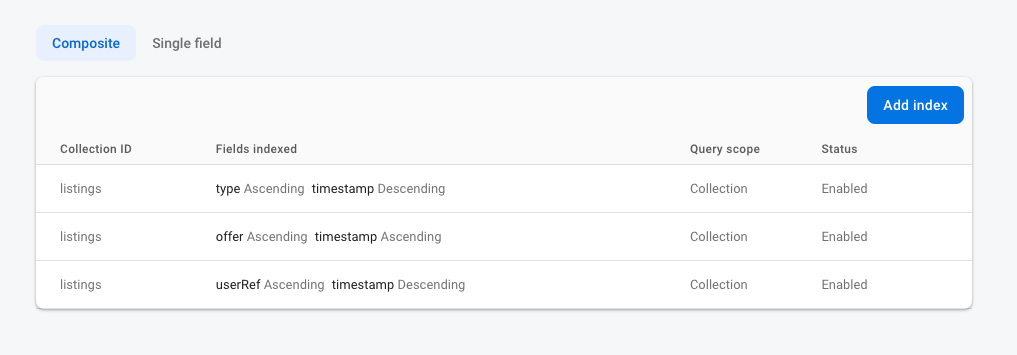 Composite Single field
Add index
Collection ID Fields indexed Query scope Status
listings type Ascending timestamp Descending Collection Enabled
listings offer Ascending timestamp Ascending Collection Enabled
listings userRef Ascending timestamp Descending Collection Enabled